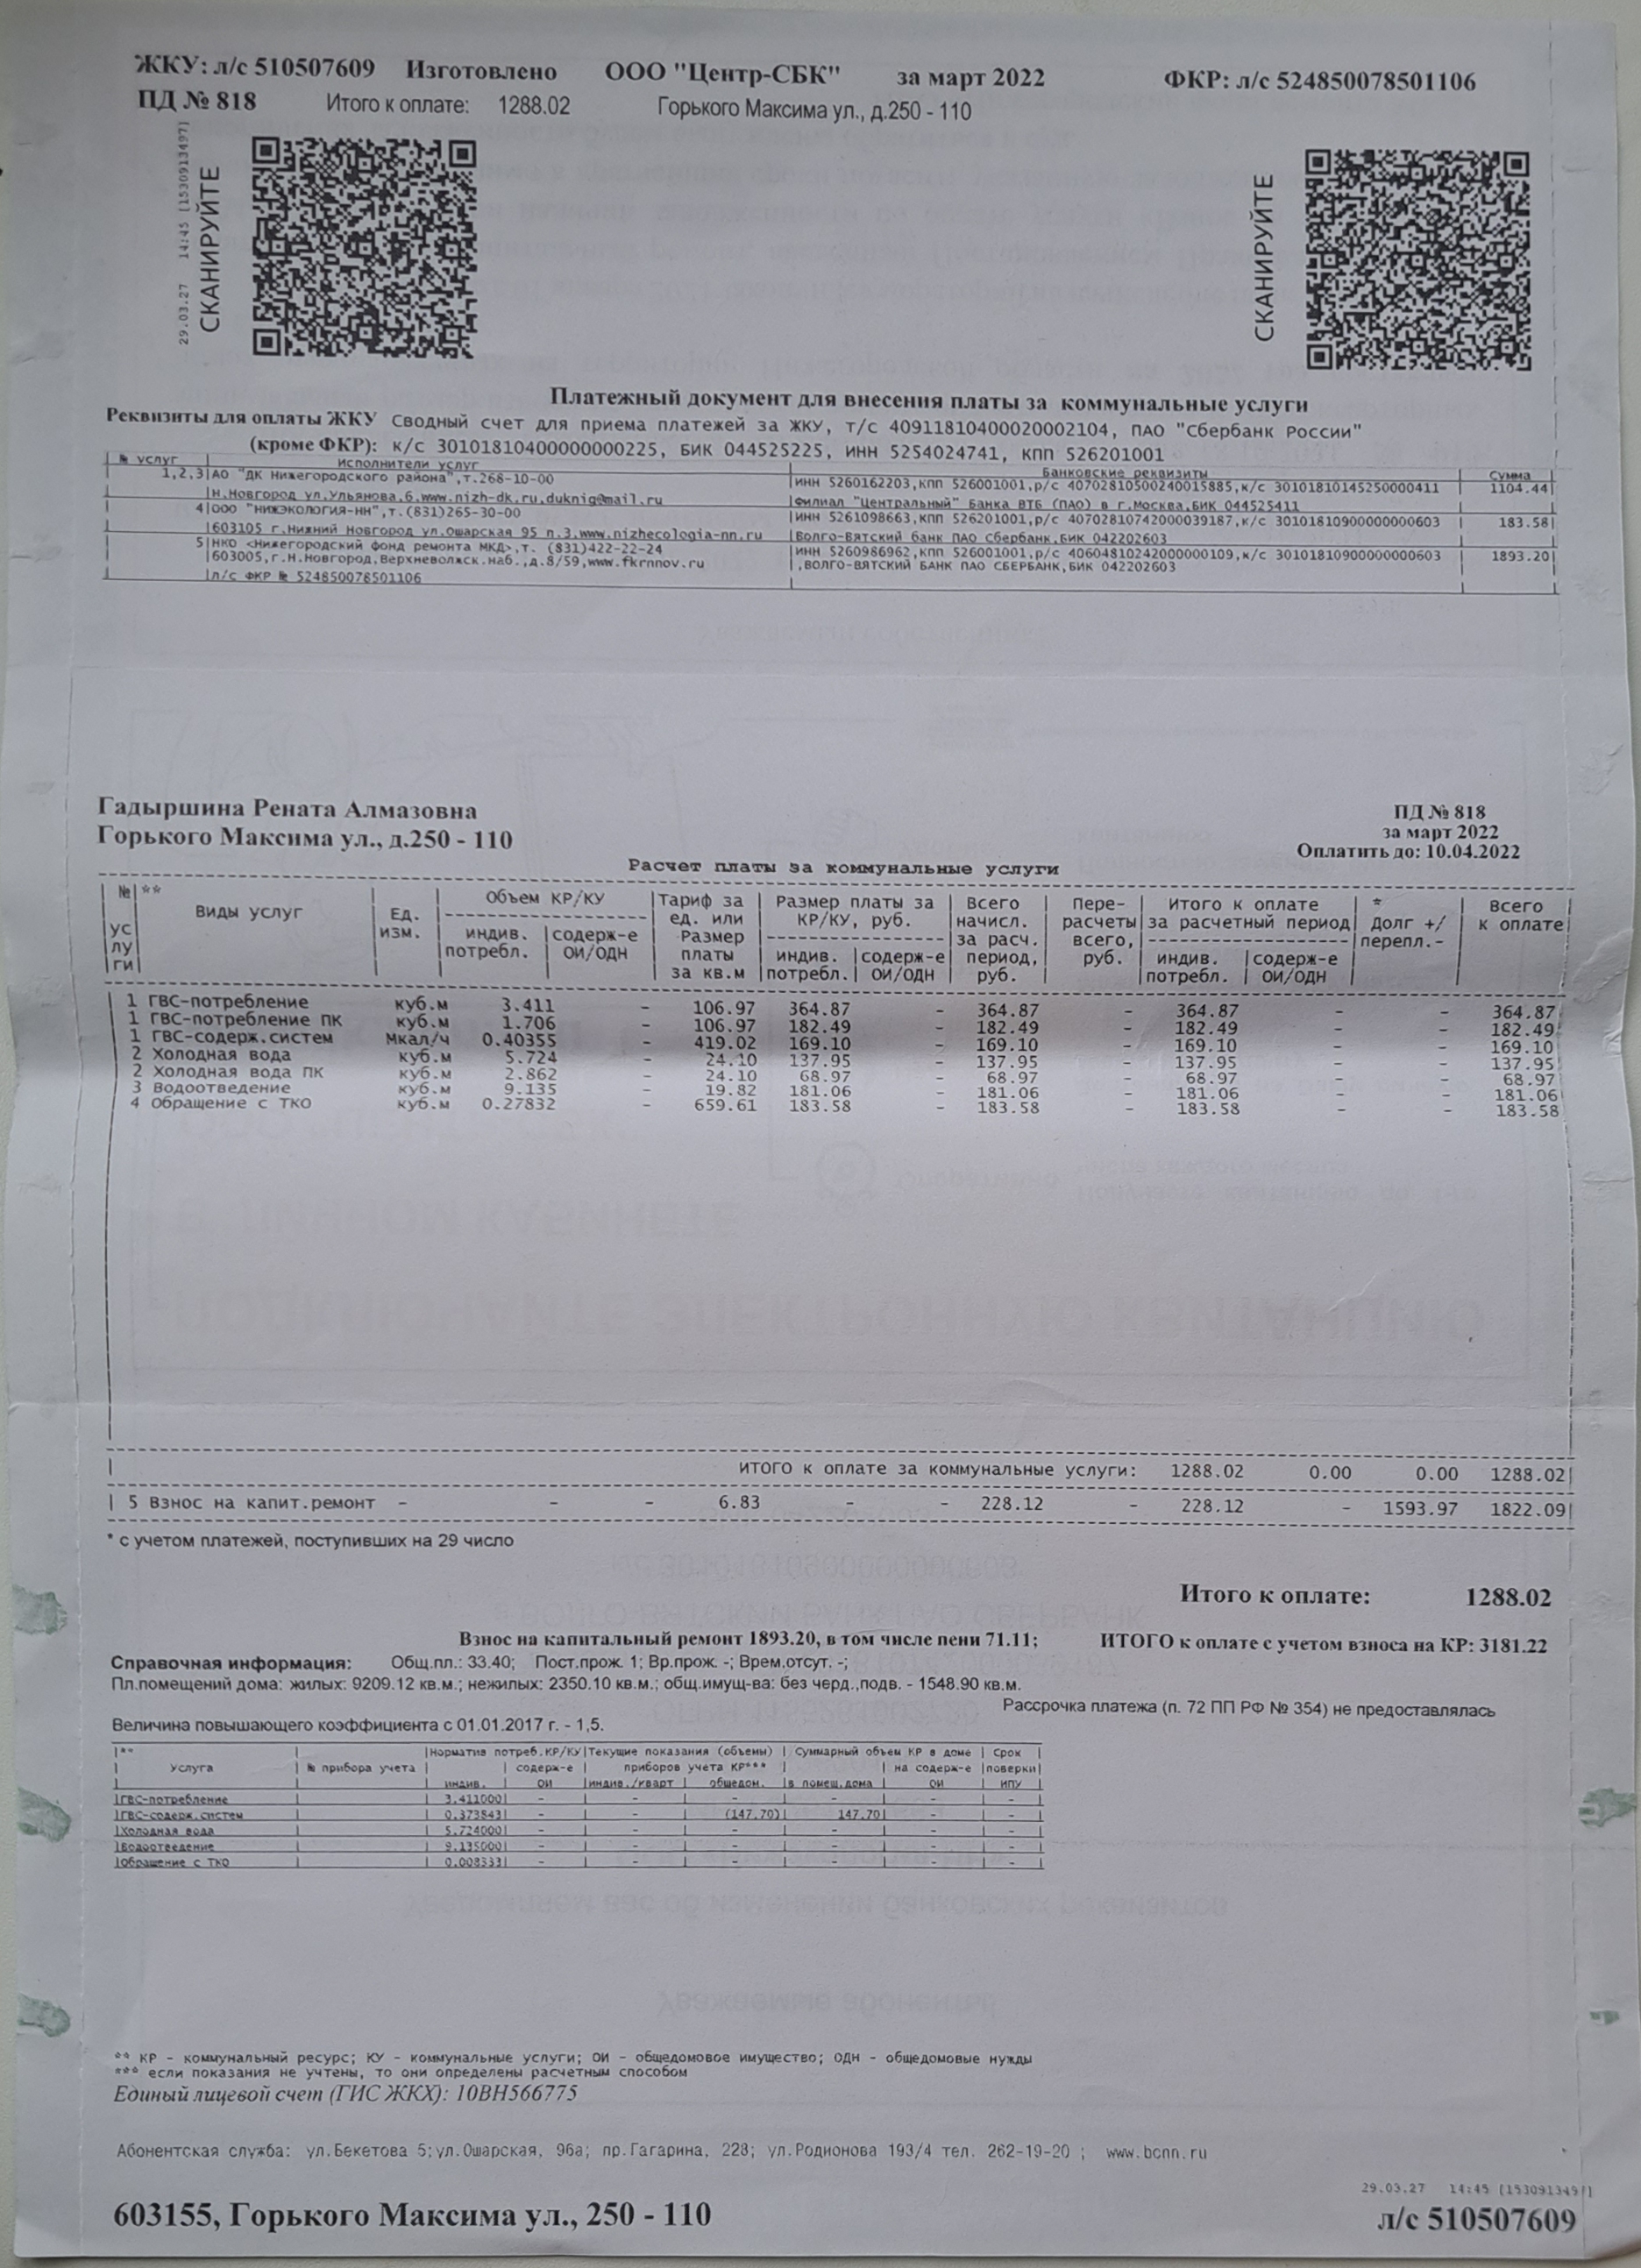 ЖКУ: л/с 510507609 Изготовлено ООО "Центр-СБК" за март 2022 ФКР: л/с 524850078501106
ПД № 818 Итого к оплате: 1288.02 Горького Максима ул., д.250 - 110
29.03.27 14:45 [1530913497]
СКАНИРУЙТЕ
СКАНИРУЙТЕ
Платежный документ для внесения платы за коммунальные услуги
Реквизиты для оплаты ЖКУ Сводный счет для приема платежей за ЖКУ, т/с 40911810400020002104, ПАО "Сбербанк России"
(кроме ФКР): к/с 30101810400000000225, БИК 044525225, ИНН 5254024741, КПП 526201001
№ услуг | Исполнители услуг | Банковские реквизиты | Сумма
1,2,3|АО "ДК Нижегородского района",т.268-10-00 |ИНН 5260162203,КПП 526001001,р/с 40702810500240015885,к/с 30101810145250000411 | 1104.44|
|Н.Новгород ул.Ульянова,6,www.nizh-dk.ru,duknig@mail.ru |Филиал "Центральный" Банка ВТБ (ПАО) в г.Москва,БИК 044525411
4|ООО "НИЖЭКОЛОГИЯ-НН",т.(831)265-30-00 |ИНН 5261098663,КПП 526201001,р/с 40702810742000039187,к/с 30101810900000000603 | 183.58|
|603105 г.Нижний Новгород ул.Ошарская 95 п.3,www.nizhecologia-nn.ru |Волго-Вятский банк ПАО Сбербанк,БИК 042202603
5|НКО <Нижегородский фонд ремонта МКД>,т. (831)422-22-24 |ИНН 5260986962,КПП 526001001,р/с 40604810242000000109,к/с 30101810900000000603 | 1893.20|
|603005,г.Н.Новгород,Верхневолжск.наб.,д.8/59,www.fkrnnov.ru |,ВОЛГО-ВЯТСКИЙ БАНК ПАО СБЕРБАНК,БИК 042202603
|л/с ФКР № 524850078501106
Гадыршина Рената Алмазовна ПД № 818
Горького Максима ул., д.250 - 110 за март 2022
Оплатить до: 10.04.2022
Расчет платы за коммунальные услуги
№|** | | Объем КР/КУ |Тариф за| Размер платы за | Всего | Пере- | Итого к оплате | * | Всего |
| Виды услуг | Ед. |-------------------| ед. или | КР/КУ, руб. |начисл. |расчеты|за расчетный период| Долг +/ | к оплате|
|ус| изм. | индив. |содерж-е| Размер |-----------------|за расч.| всего,|-------------------|перепл.-|
|лу| |потребл. | ОИ/ОДН | платы | индив. |содерж-е|период, | руб. | индив. |содерж-е
|ги| за кв.м |потребл.| ОИ/ОДН | руб. |потребл. | ОИ/ОДН
1 ГВС-потребление куб.м 3.411 - 106.97 364.87 - 364.87 - 364.87 - - 364.87
1 ГВС-потребление ПК куб.м 1.706 - 106.97 182.49 - 182.49 - 182.49 - - 182.49
1 ГВС-содерж.систем Мкал/ч 0.40355 - 419.02 169.10 - 169.10 - 169.10 - - 169.10
2 Холодная вода куб.м 5.724 - 24.10 137.95 - 137.95 - 137.95 - - 137.95
2 Холодная вода ПК куб.м 2.862 - 24.10 68.97 - 68.97 - 68.97 - - 68.97
3 Водоотведение куб.м 9.135 - 19.82 181.06 - 181.06 - 181.06 - - 181.06
4 Обращение с ТКО куб.м 0.27832 - 659.61 183.58 - 183.58 - 183.58 - - 183.58
ИТОГО к оплате за коммунальные услуги: 1288.02 0.00 0.00 1288.02|
| 5 Взнос на капит.ремонт - - - 6.83 - - 228.12 - 228.12 - 1593.97 1822.09|
* с учетом платежей, поступивших на 29 число
Итого к оплате: 1288.02
Взнос на капитальный ремонт 1893.20, в том числе пени 71.11; ИТОГО к оплате с учетом взноса на КР: 3181.22
Справочная информация: Общ.пл.: 33.40; Пост.прож. 1; Вр.прож. -; Врем.отсут. -;
Пл.помещений дома: жилых: 9209.12 кв.м.; нежилых: 2350.10 кв.м.; общ.имущ-ва: без черд.,подв. - 1548.90 кв.м.
Рассрочка платежа (п. 72 ПП РФ № 354) не предоставлялась
Величина повышающего коэффициента с 01.01.2017 г. - 1,5.
|** | |Норматив потреб.КР/КУ|Текущие показания (объемы)| Суммарный объем КР в доме | Срок |
| Услуга | № прибора учета | | содерж-е | приборов учета КР*** | | на содерж-е |поверки|
| | | индив. | ОИ |индив./кварт | общедом. |в помещ.дома | ОИ | ИПУ |
|ГВС-потребление | | 3.411000| - | - | - | - | - | - |
|ГВС-содерж.систем | | 0.373843| - | - | (147.70)| 147.70| - | - |
|Холодная вода | | 5.724000| - | - | - | - | - | - |
|Водоотведение | | 9.135000| - | - | - | - | - | - |
|Обращение с ТКО | | 0.008333| - | - | - | - | - | - |
** КР - коммунальный ресурс; КУ - коммунальные услуги; ОИ - общедомовое имущество; ОДН - общедомовые нужды
*** если показания не учтены, то они определены расчетным способом
Единый лицевой счет (ГИС ЖКХ): 10ВН566775
Абонентская служба: ул.Бекетова 5;ул.Ошарская, 96а; пр.Гагарина, 228; ул.Родионова 193/4 тел. 262-19-20 ; www.bcnn.ru
29.03.27 14:45 [1530913497]
603155, Горького Максима ул., 250 - 110 л/с 510507609